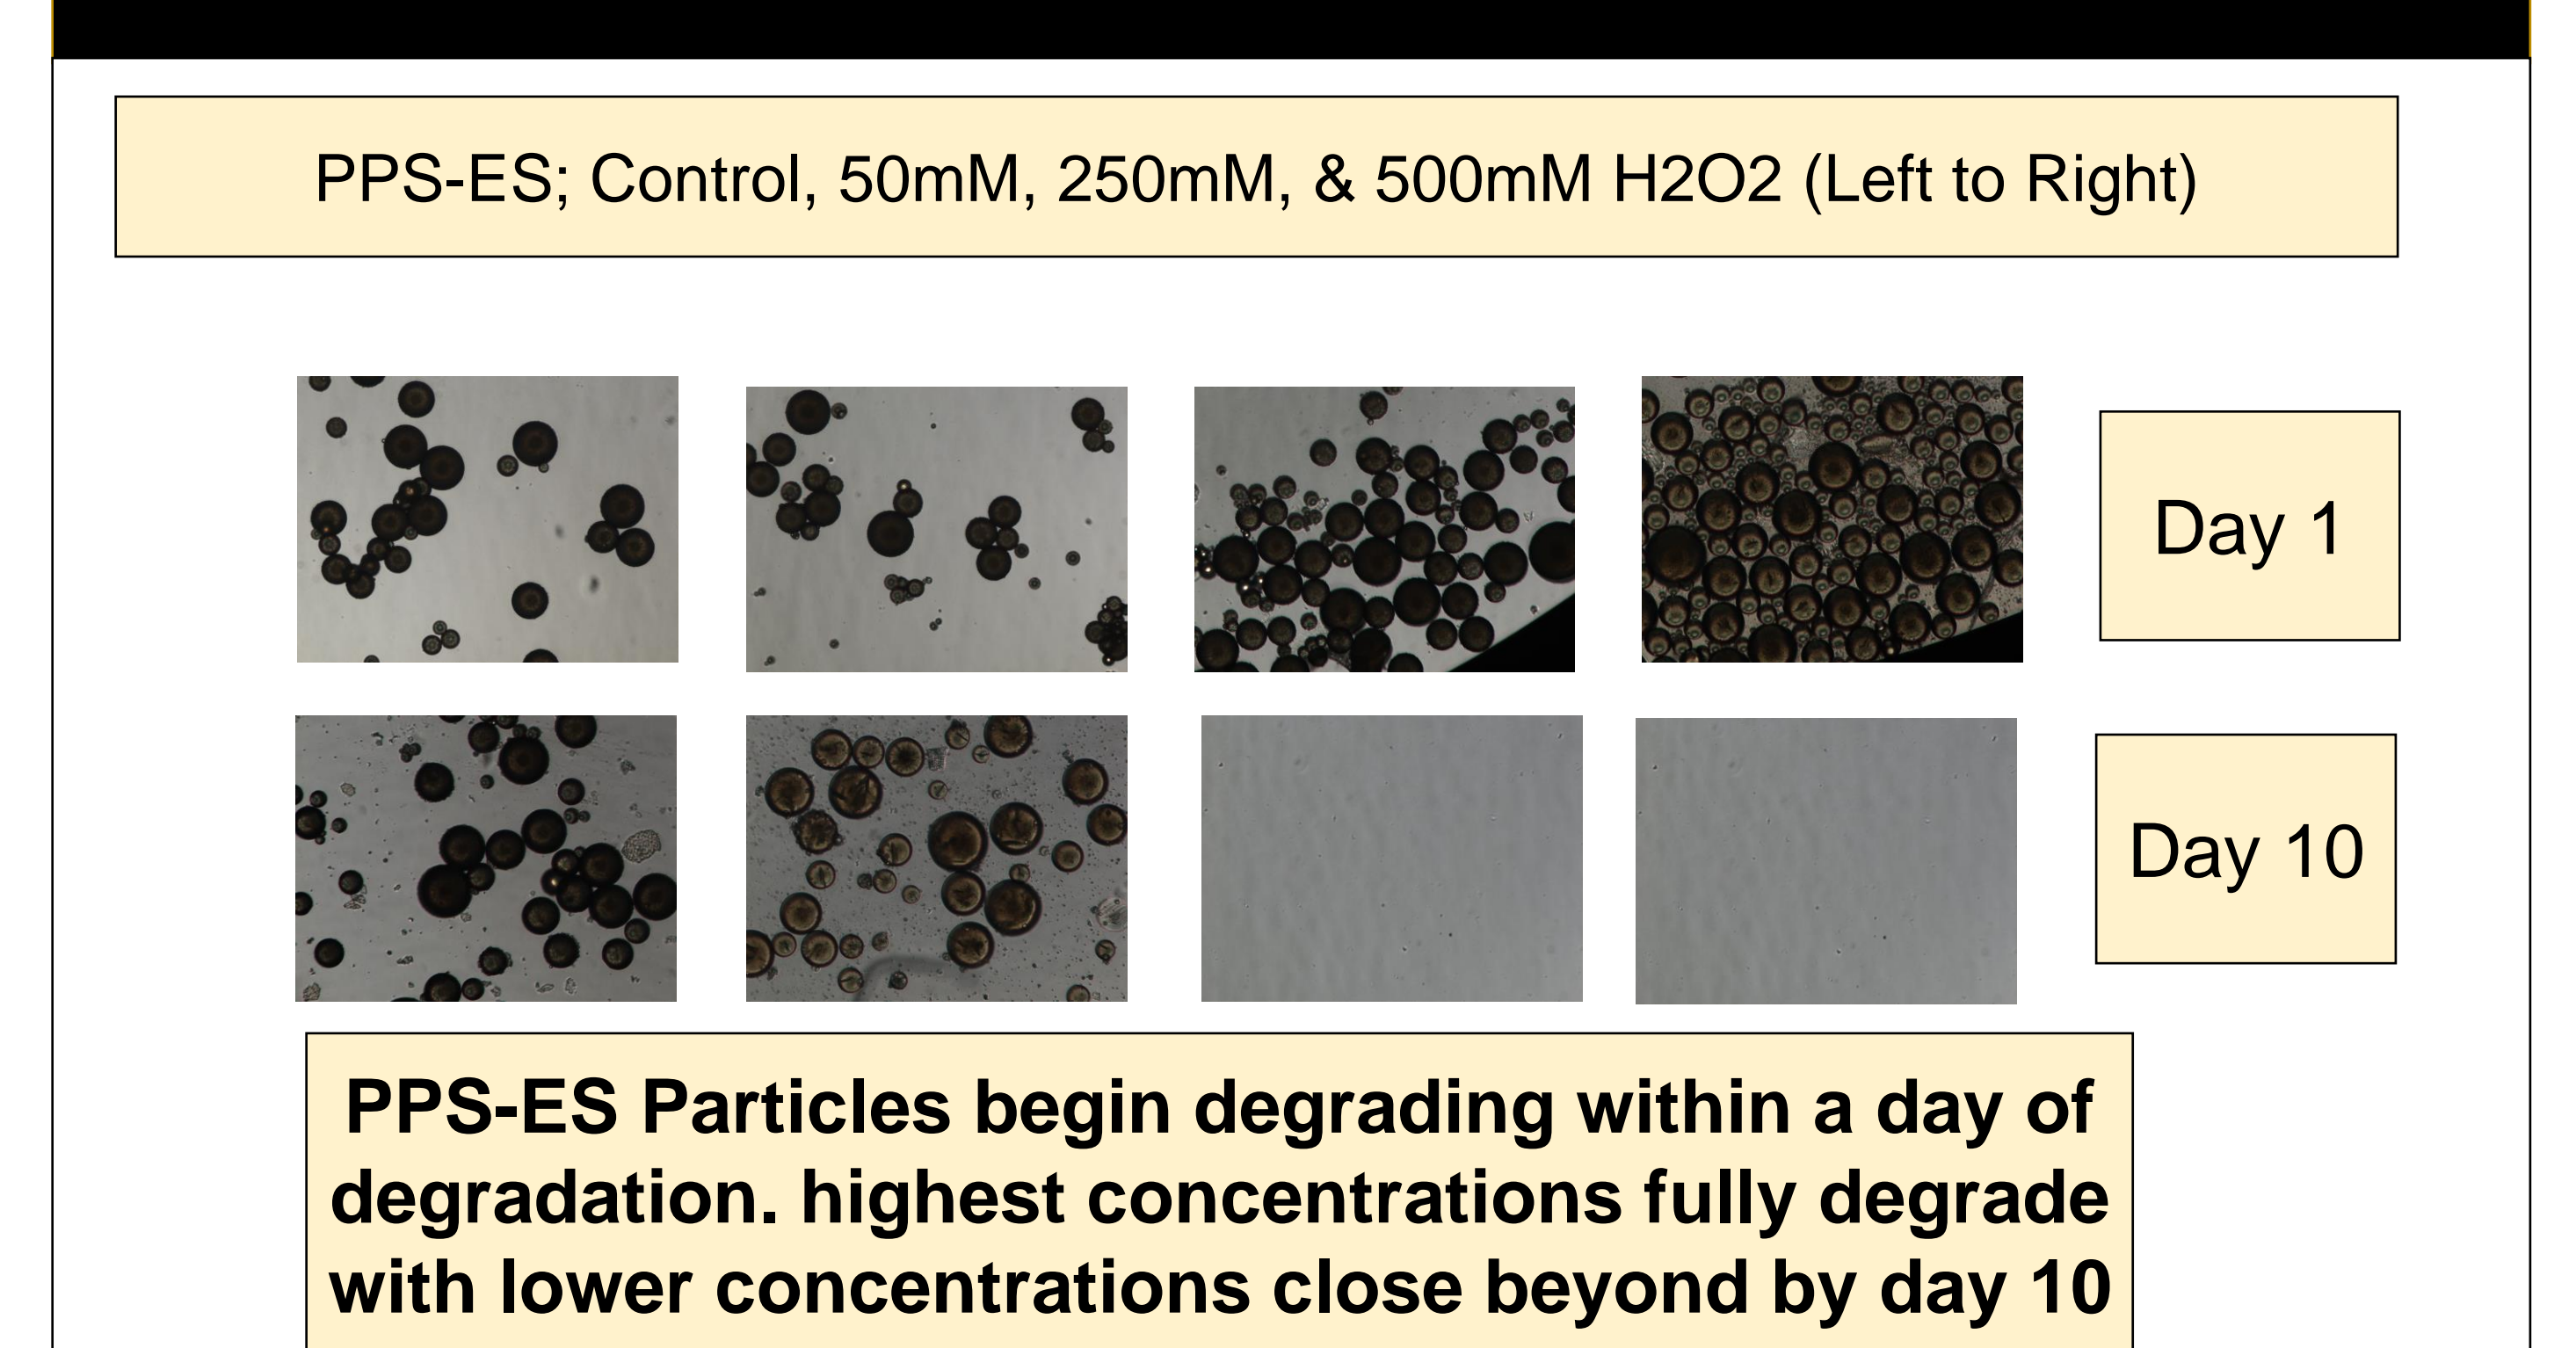 PPS-ES; Control, 50mM, 250mM, & 500mM H2O2 (Left to Right)
Day 1
Day 10
PPS-ES Particles begin degrading within a day of
degradation. highest concentrations fully degrade
with lower concentrations close beyond by day 10